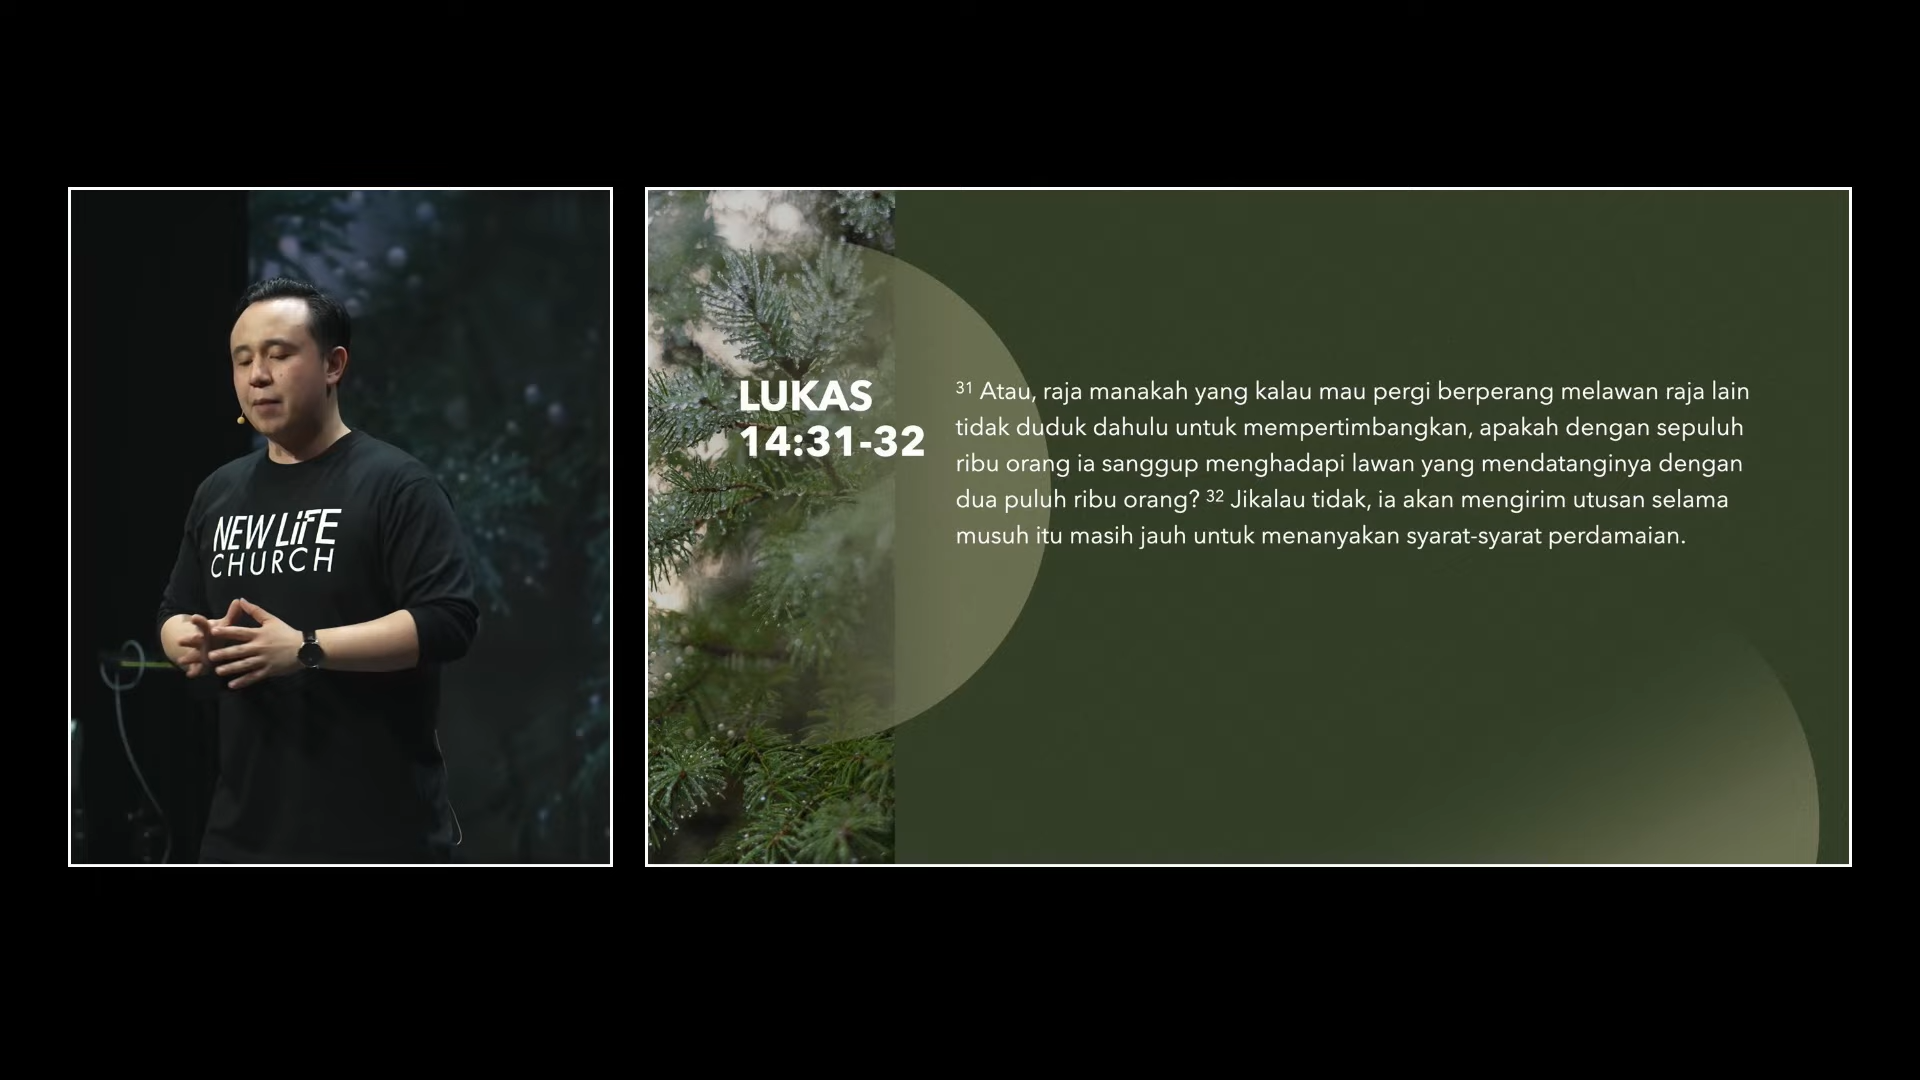 NEW LiFE
CHURCH
LUKAS
14:31-32
31 Atau, raja manakah yang kalau mau pergi berperang melawan raja lain
tidak duduk dahulu untuk mempertimbangkan, apakah dengan sepuluh
ribu orang ia sanggup menghadapi lawan yang mendatanginya dengan
dua puluh ribu orang? 32 Jikalau tidak, ia akan mengirim utusan selama
musuh itu masih jauh untuk menanyakan syarat-syarat perdamaian.